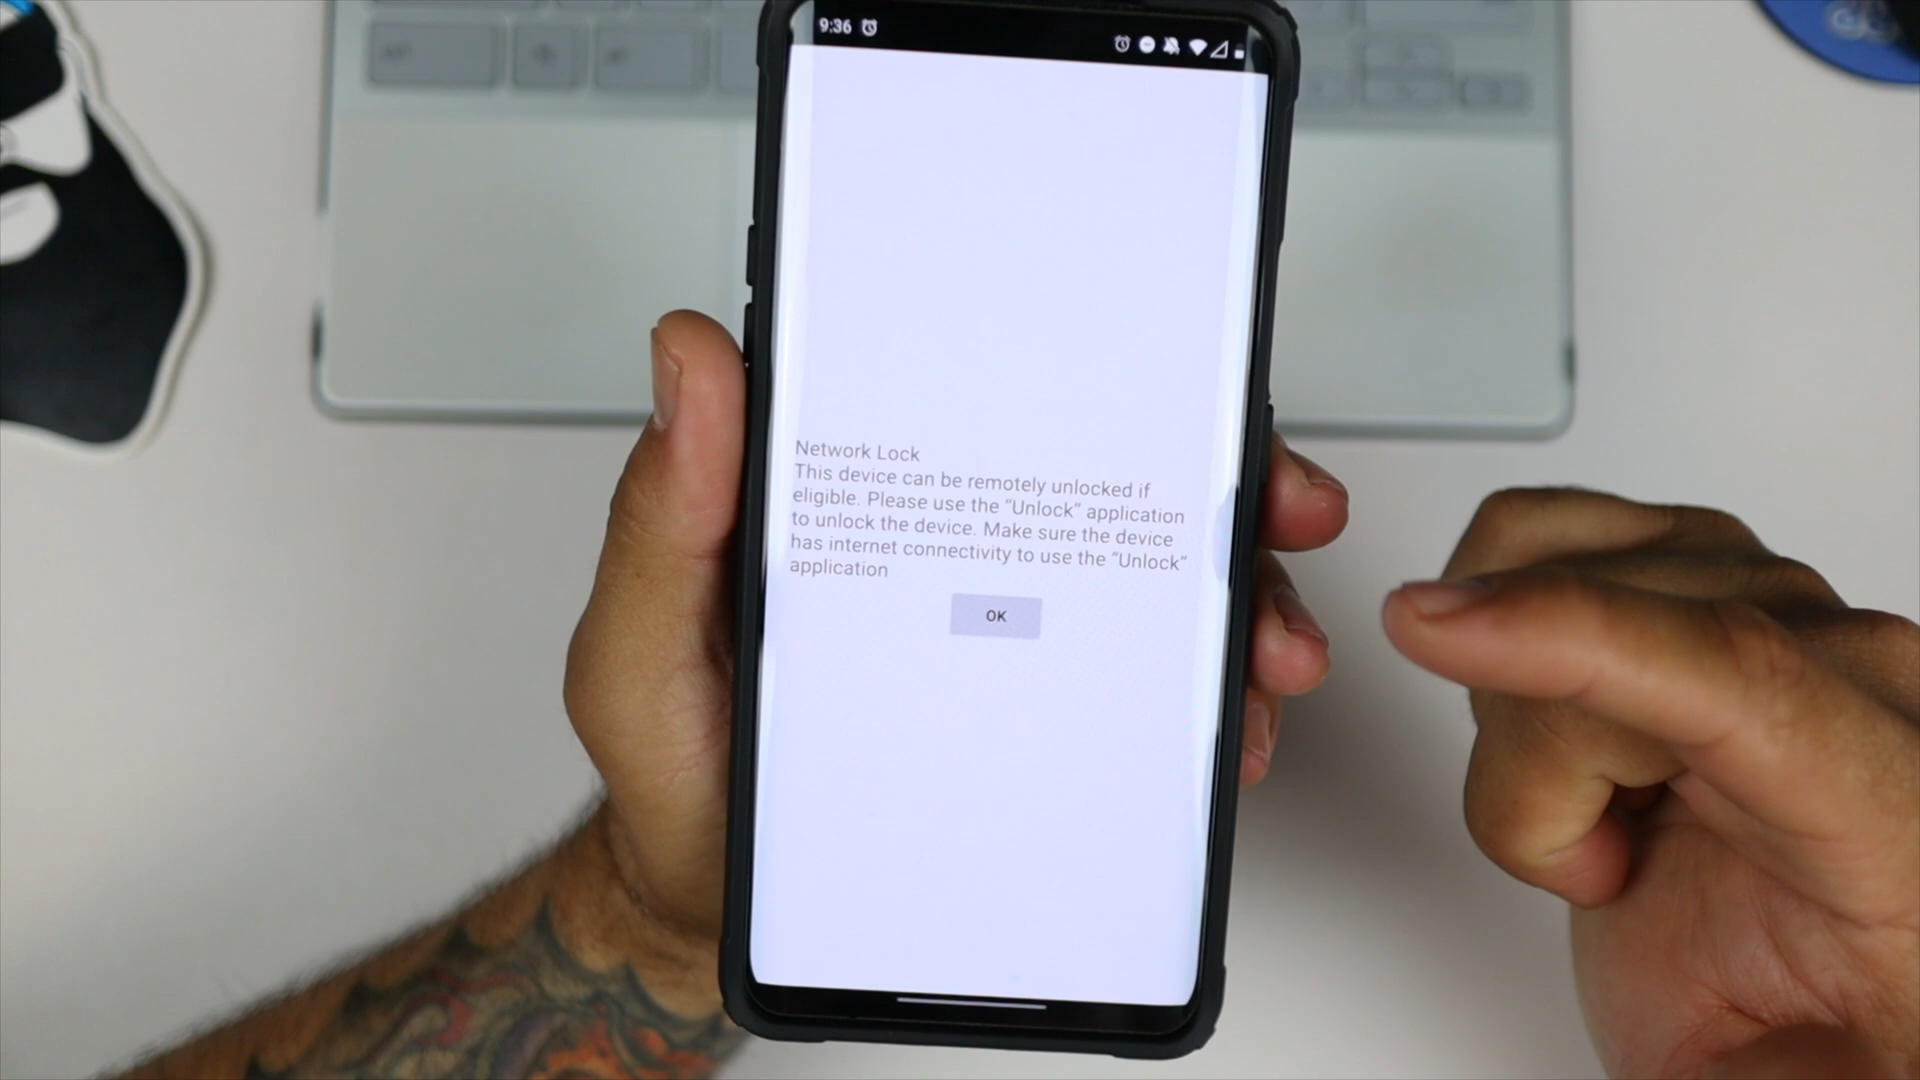 9:36
Network Lock
This device can be remotely unlocked if
eligible. Please use the “Unlock” application
to unlock the device. Make sure the device
has internet connectivity to use the “Unlock”
application
OK